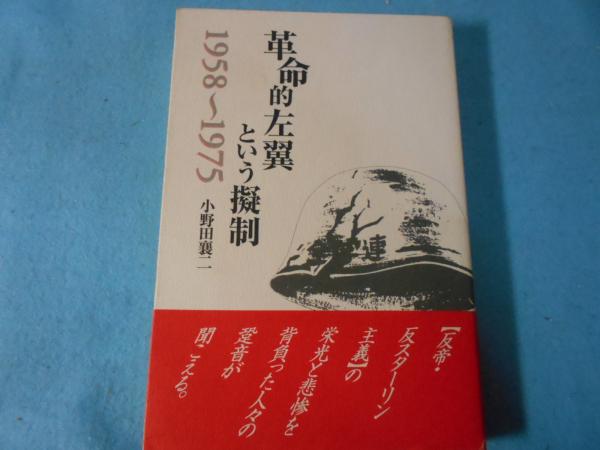 革命的左翼
という擬制
1958〜1975
小野田襄二
連
【反帝・
反スターリン
主義】の
栄光と悲惨を
背負った人々の
跫音が
聞こえる。